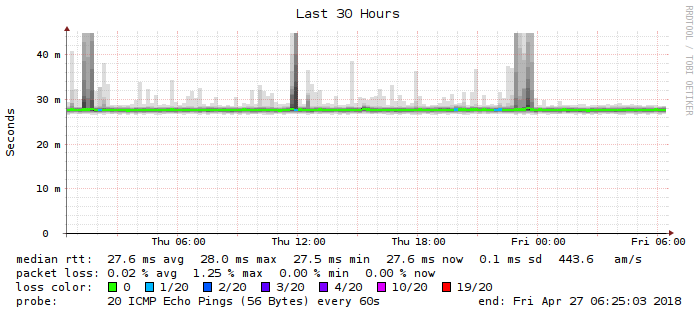 Last 30 Hours
RRDTOOL / TOBI OETIKER
Seconds
40 m
30 m
20 m
10 m
0
Thu 06:00 Thu 12:00 Thu 18:00 Fri 00:00 Fri 06:00
median rtt: 27.6 ms avg 28.0 ms max 27.5 ms min 27.6 ms now 0.1 ms sd 443.6 am/s
packet loss: 0.02 % avg 1.25 % max 0.00 % min 0.00 % now
loss color: 0 1/20 2/20 3/20 4/20 10/20 19/20
probe: 20 ICMP Echo Pings (56 Bytes) every 60s end: Fri Apr 27 06:25:03 2018